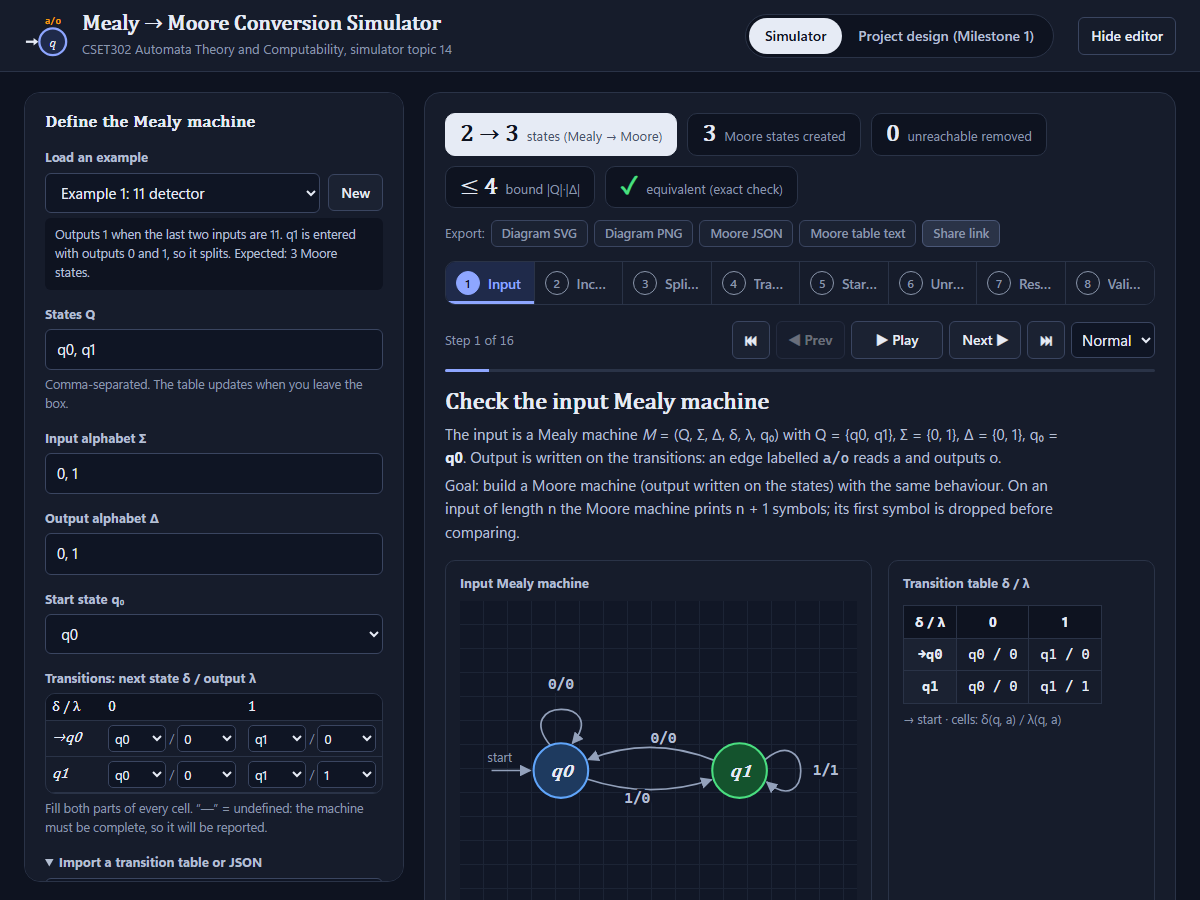 a/o
q
Mealy → Moore Conversion Simulator
CSET302 Automata Theory and Computability, simulator topic 14
Simulator
Project design (Milestone 1)
Hide editor
Define the Mealy machine
Load an example
Example 1: 11 detector
New
Outputs 1 when the last two inputs are 11. q1 is entered
with outputs 0 and 1, so it splits. Expected: 3 Moore
states.
States Q
q0, q1
Comma-separated. The table updates when you leave the
box.
Input alphabet Σ
0, 1
Output alphabet Δ
0, 1
Start state q₀
q0
Transitions: next state δ / output λ
δ / λ 0 1
→q0 q0 / 0 q1 / 0
q1 q0 / 0 q1 / 1
Fill both parts of every cell. "—" = undefined: the machine
must be complete, so it will be reported.
▼ Import a transition table or JSON
2 → 3 states (Mealy → Moore)
3 Moore states created
0 unreachable removed
≤ 4 bound |Q|·|Δ|
✓ equivalent (exact check)
Export: Diagram SVG Diagram PNG Moore JSON Moore table text Share link
1 Input 2 Inc... 3 Spli... 4 Tra... 5 Star... 6 Unr... 7 Res... 8 Vali...
Step 1 of 16
⏮ ◀ Prev ▶ Play Next ▶ ⏭ Normal
Check the input Mealy machine
The input is a Mealy machine M = (Q, Σ, Δ, δ, λ, q₀) with Q = {q0, q1}, Σ = {0, 1}, Δ = {0, 1}, q₀ =
q0. Output is written on the transitions: an edge labelled a/o reads a and outputs o.
Goal: build a Moore machine (output written on the states) with the same behaviour. On an
input of length n the Moore machine prints n + 1 symbols; its first symbol is dropped before
comparing.
Input Mealy machine
0/0
0/0
start
q0
q1
1/1
1/0
Transition table δ / λ
δ / λ 0 1
→q0 q0 / 0 q1 / 0
q1 q0 / 0 q1 / 1
→ start · cells: δ(q, a) / λ(q, a)